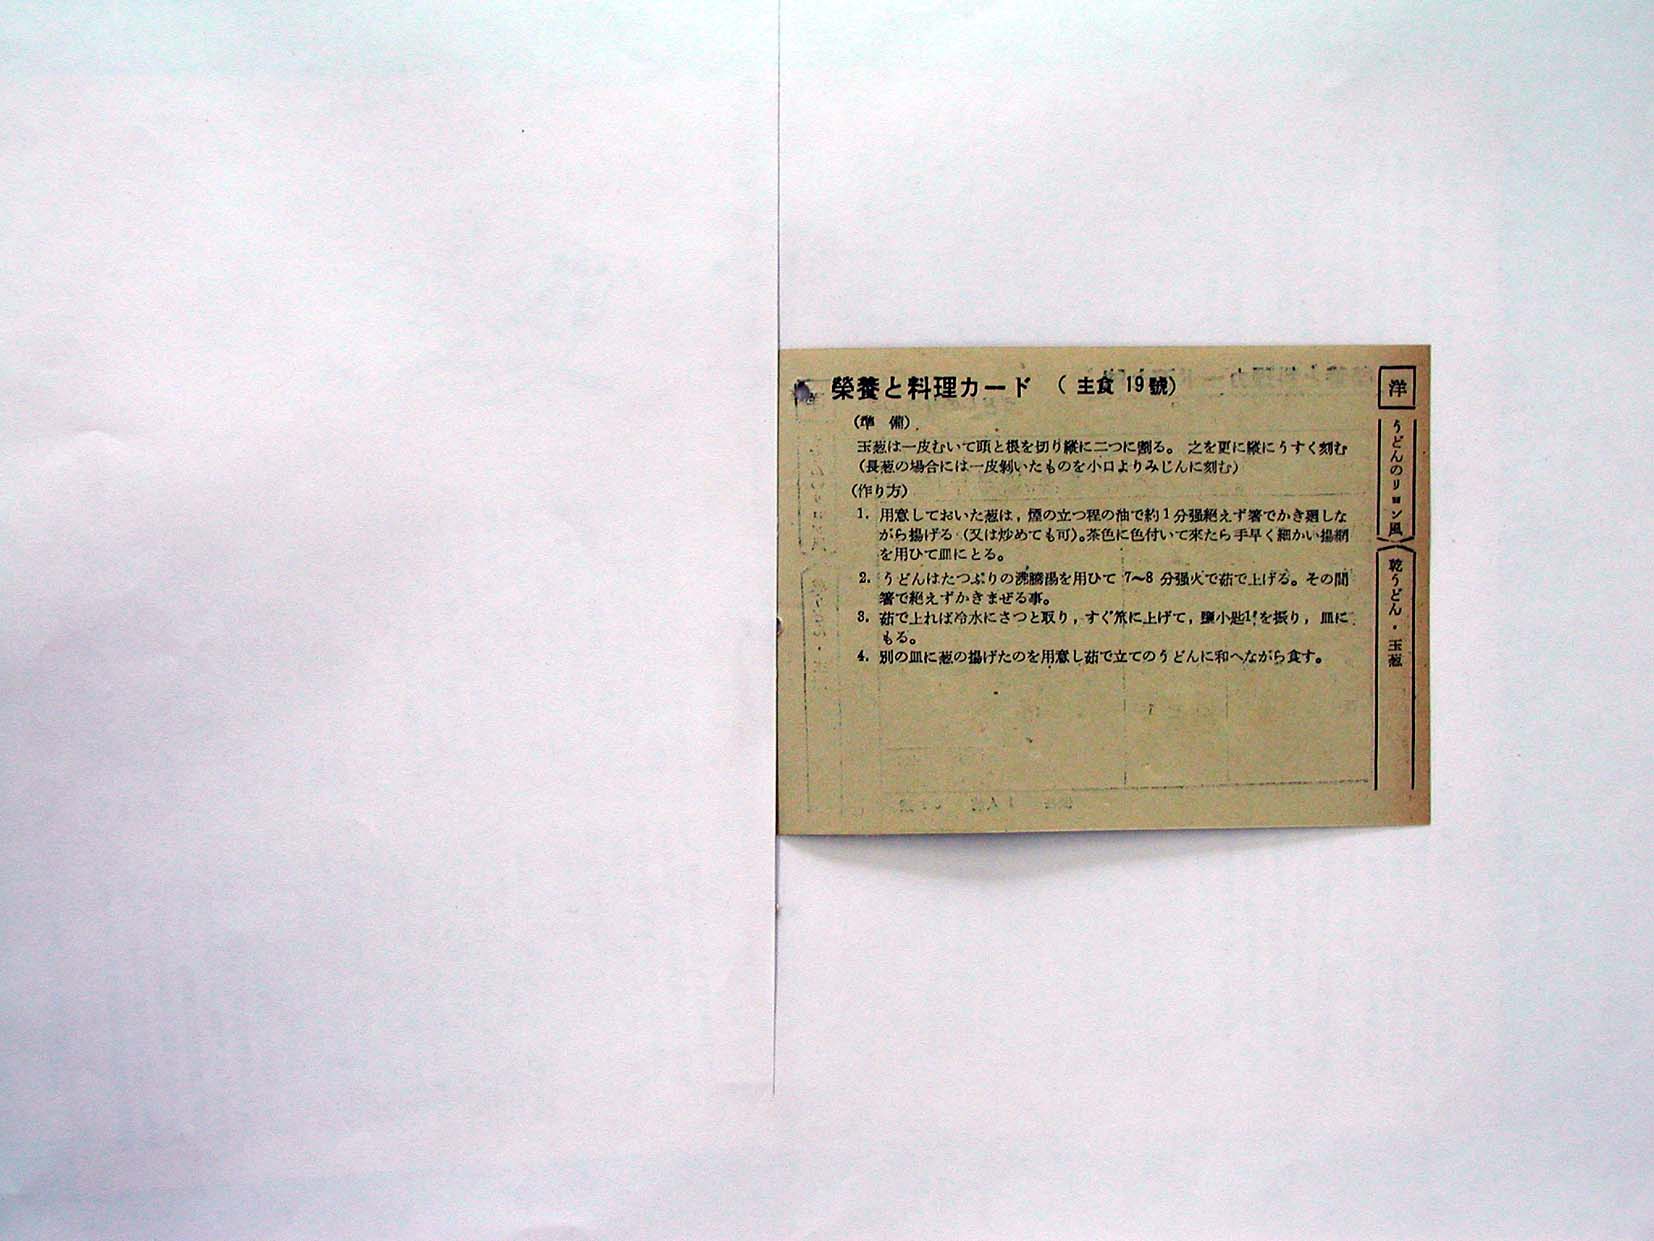 榮養と料理カード （主食 19號）
（準 備）
玉葱は一皮むいて頭と根を切り縦に二つに割る。 之を更に縦にうすく刻む
（長葱の場合には一皮剝いたものを小口よりみじんに刻む）
（作り方）
1. 用意しておいた葱は，煙の立つ程の油で約1分强絶えず箸でかき廻しな
がら揚げる（又は炒めても可）。茶色に色付いて来たら手早く細かい揚網
を用ひて皿にとる。
2. うどんはたつぷりの沸騰湯を用ひて 7〜8 分强火で茹で上げる。その間
箸で絶えずかきまぜる事。
3. 茹で上れば冷水にさつと取り，すぐ笊に上げて，鹽小匙1を振り，皿に
もる。
4. 別の皿に葱の揚げたのを用意し茹で立てのうどんに和へながら食す。
洋
うどんのリヨン風
乾うどん・玉葱